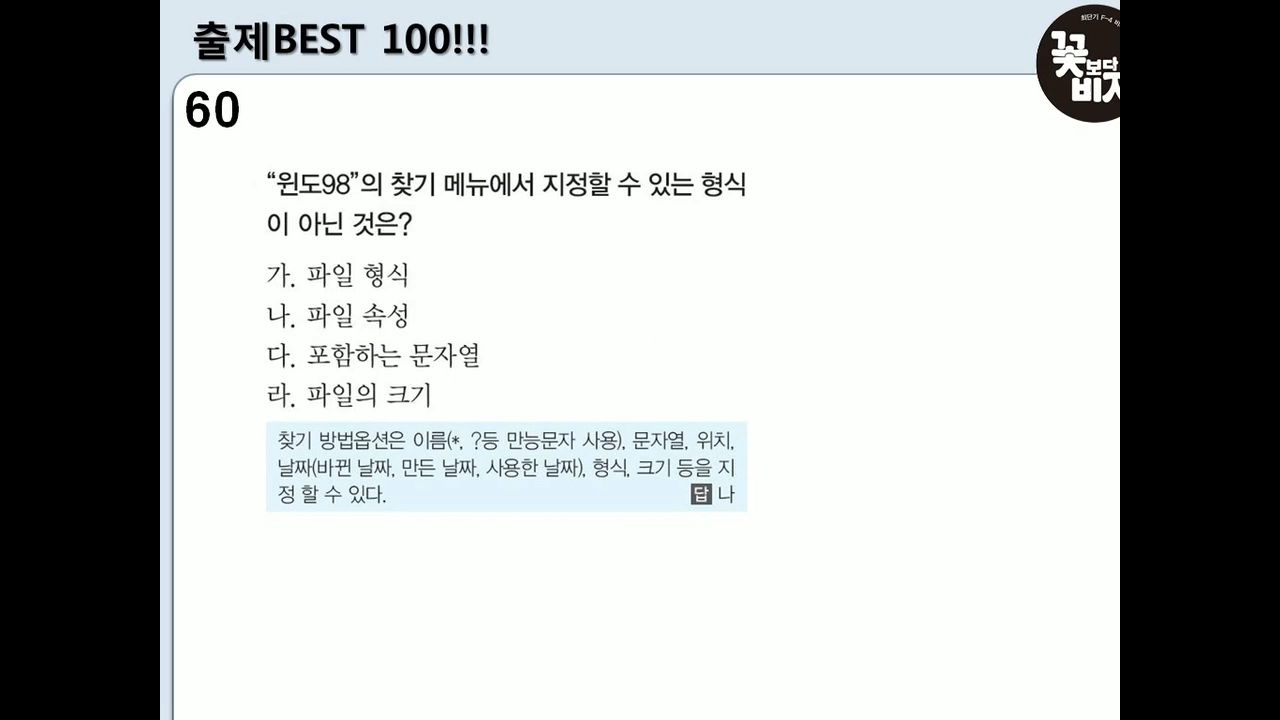 출제BEST 100!!!
최단기 F-4
꽃
보다
비자
60
“윈도98”의 찾기 메뉴에서 지정할 수 있는 형식
이 아닌 것은?
가. 파일 형식
나. 파일 속성
다. 포함하는 문자열
라. 파일의 크기
찾기 방법옵션은 이름(*, ?등 만능문자 사용), 문자열, 위치,
날짜(바뀐 날짜, 만든 날짜, 사용한 날짜), 형식, 크기 등을 지
정 할 수 있다. 답 나